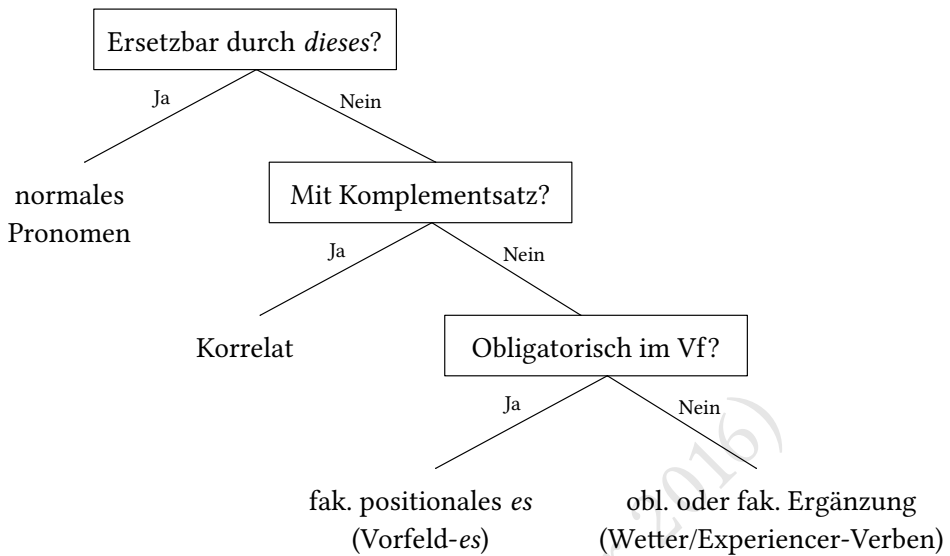 Ersetzbar durch dieses?
Ja
Nein
normales
Pronomen
Mit Komplementsatz?
Ja
Nein
Korrelat
Obligatorisch im Vf?
Ja
Nein
fak. positionales es
(Vorfeld-es)
obl. oder fak. Ergänzung
(Wetter/Experiencer-Verben)
2016)